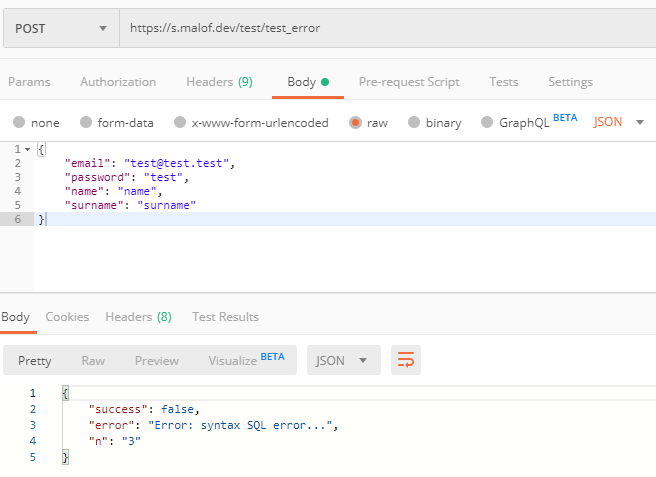 POST https://s.malof.dev/test/test_error
Params Authorization Headers (9) Body Pre-request Script Tests Settings
none form-data x-www-form-urlencoded raw binary GraphQL BETA JSON
1 {
2 "email": "test@test.test",
3 "password": "test",
4 "name": "name",
5 "surname": "surname"
6 }
Body Cookies Headers (8) Test Results
Pretty Raw Preview Visualize BETA JSON
1 {
2 "success": false,
3 "error": "Error: syntax SQL error...",
4 "n": "3"
5 }